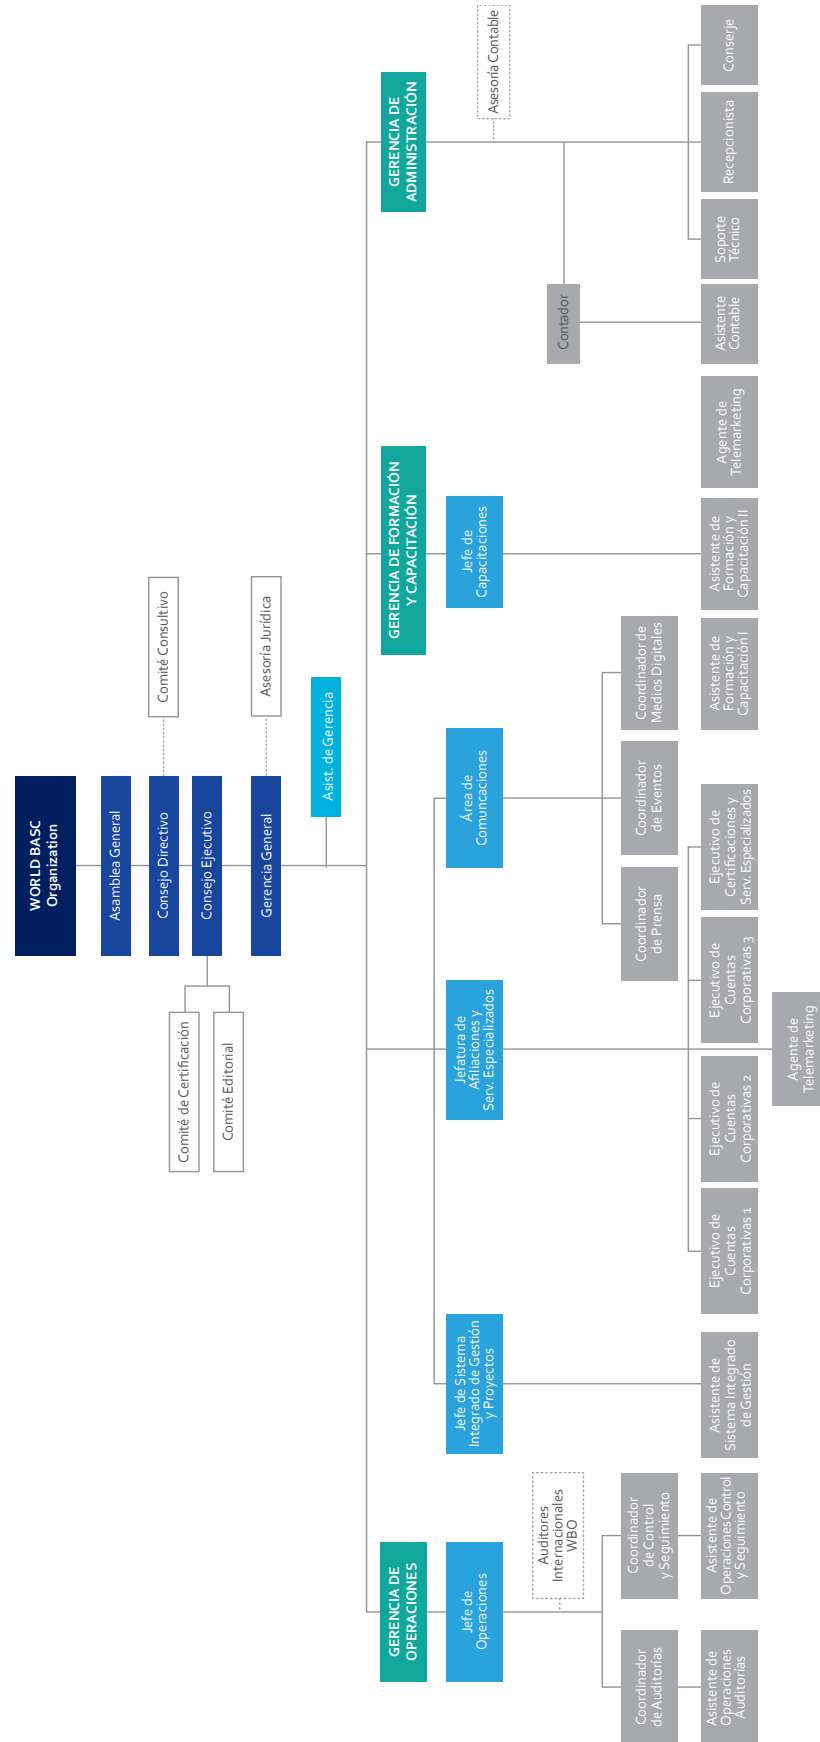 WORLD BASC
Organization
Asamblea General
Consejo Directivo
Comité Consultivo
Consejo Ejecutivo
Comité de Certificación
Comité Editorial
Gerencia General
Asesoría Jurídica
Asist. de Gerencia
GERENCIA DE
OPERACIONES
GERENCIA DE FORMACIÓN
Y CAPACITACIÓN
GERENCIA DE
ADMINISTRACIÓN
Jefe de
Operaciones
Jefe de Sistema
Integrado de Gestión
y Proyectos
Jefatura de
Afiliaciones y
Serv. Especializados
Área de
Comuncaciones
Jefe de
Capacitaciones
Asesoría Contable
Auditores
Internacionales
WBO
Contador
Coordinador
de Auditorías
Coordinador
de Control
y Seguimiento
Coordinador
de Prensa
Coordinador
de Eventos
Coordinador de
Medios Digitales
Asistente de
Operaciones
Auditorías
Asistente de
Operaciones Control
y Seguimiento
Asistente de
Sistema Integrado
de Gestión
Ejecutivo de
Cuentas
Corporativas 1
Ejecutivo de
Cuentas
Corporativas 2
Ejecutivo de
Cuentas
Corporativas 3
Ejecutivo de
Certificaciones y
Serv. Especializados
Asistente de
Formación y
Capacitación I
Asistente de
Formación y
Capacitación II
Agente de
Telemarketing
Asistente
Contable
Soporte
Técnico
Recepcionista
Conserje
Agente de
Telemarketing